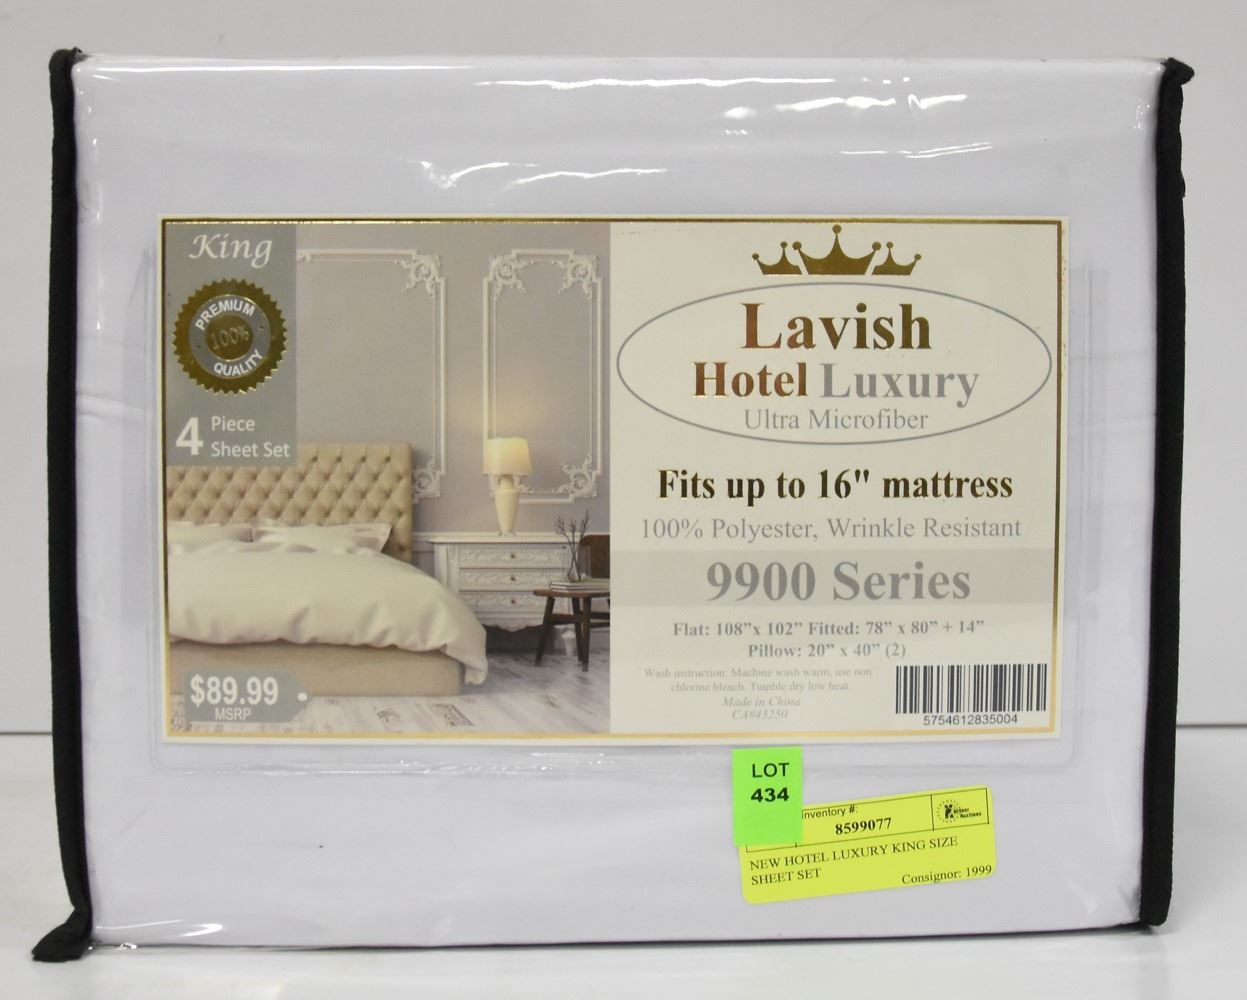 King
PREMIUM
100%
QUALITY
4 Piece
Sheet Set
$89.99
MSRP
Lavish
Hotel Luxury
Ultra Microfiber
Fits up to 16" mattress
100% Polyester, Wrinkle Resistant
9900 Series
Flat: 108”x 102” Fitted: 78” x 80” + 14”
Pillow: 20” x 40” (2)
Wash instruction: Machine wash warm, use non
chlorine bleach. Tumble dry low heat.
Made in China
CA#43250
5754612835004
LOT
434
Inventory #:
8599077
NEW HOTEL LUXURY KING SIZE
SHEET SET
Consignor: 1999